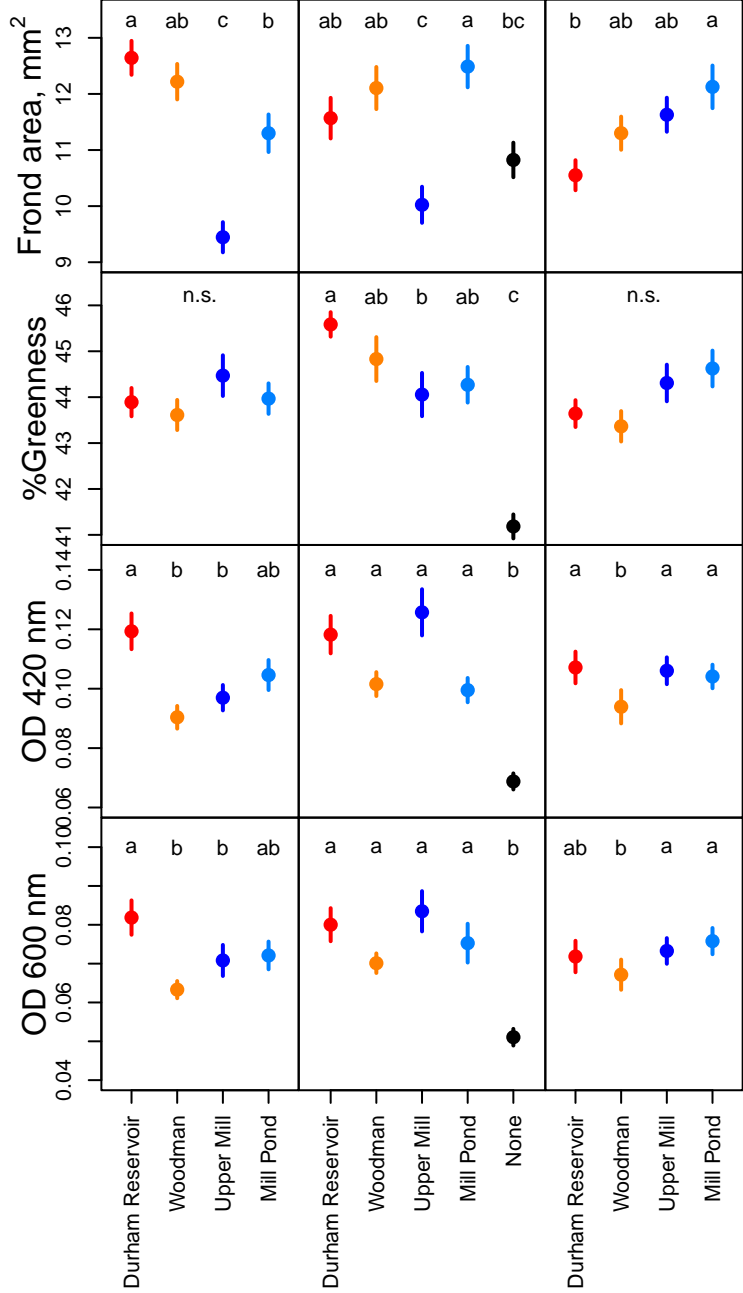 Frond area, mm²
9 10 11 12 13
a ab c b
ab ab c a bc
b ab ab a
%Greenness
41 42 43 44 45 46
n.s.
a ab b ab c
n.s.
OD 420 nm
0.06 0.08 0.10 0.12 0.14
a b b ab
a a a a b
a b a a
OD 600 nm
0.04 0.06 0.08 0.10
a b b ab
a a a a b
ab b a a
Durham Reservoir
Woodman
Upper Mill
Mill Pond
Durham Reservoir
Woodman
Upper Mill
Mill Pond
None
Durham Reservoir
Woodman
Upper Mill
Mill Pond